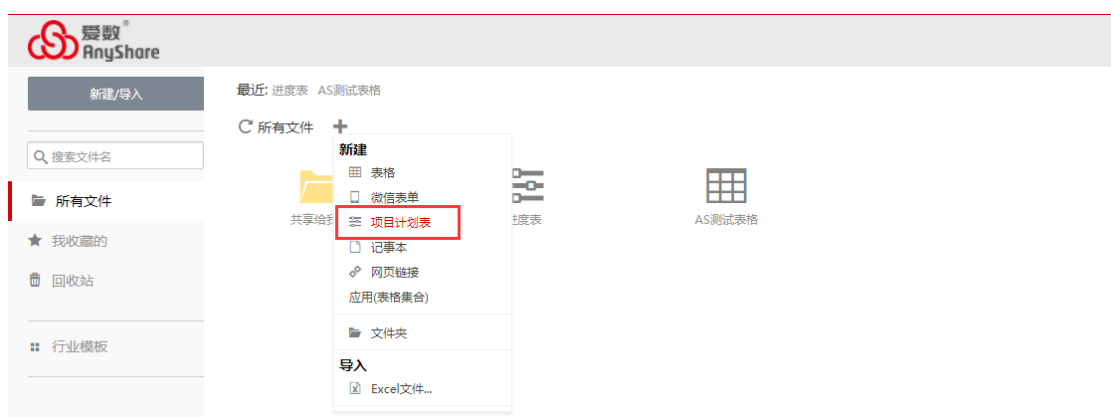 爱数®
AnyShare
新建/导入
最近: 进度表 AS测试表格
所有文件
搜索文件名
新建
表格
微信表单
项目计划表
记事本
网页链接
应用(表格集合)
文件夹
导入
Excel文件...
所有文件
我收藏的
回收站
行业模板
共享给我
进度表
AS测试表格